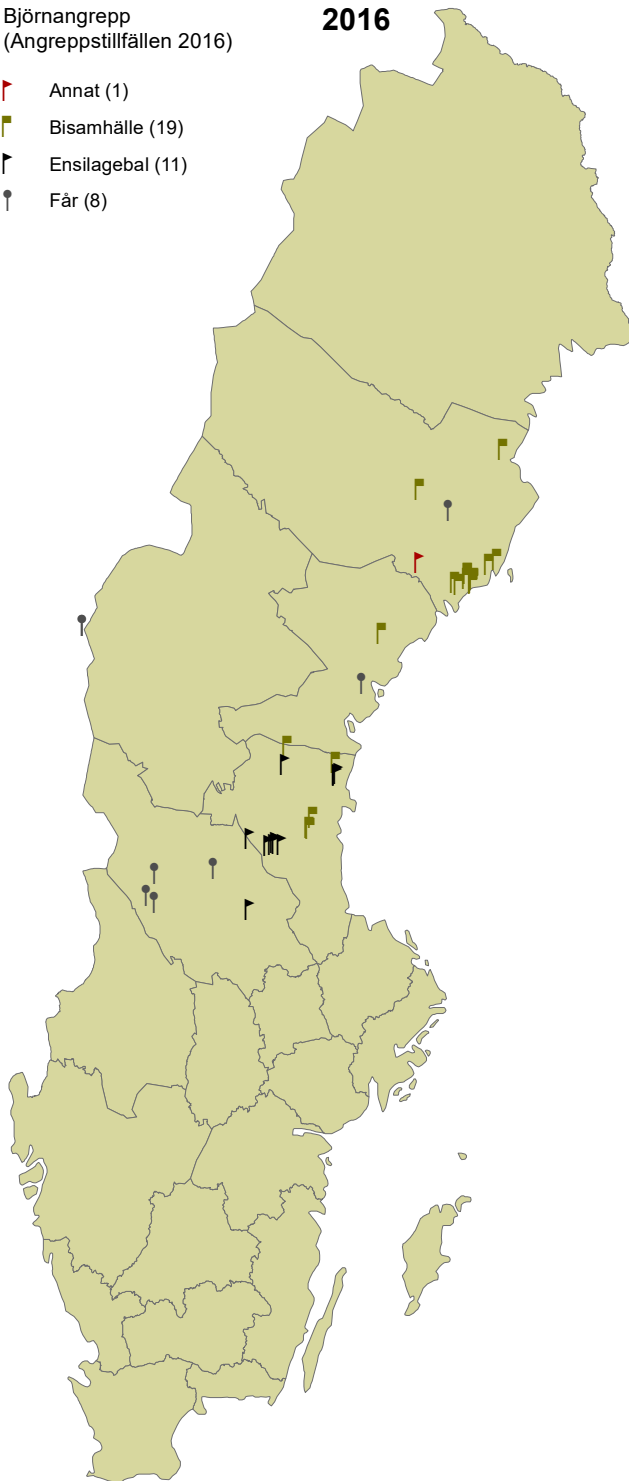 Björnangrepp
(Angreppstillfällen 2016)
2016
Annat (1)
Bisamhälle (19)
Ensilagebal (11)
Får (8)